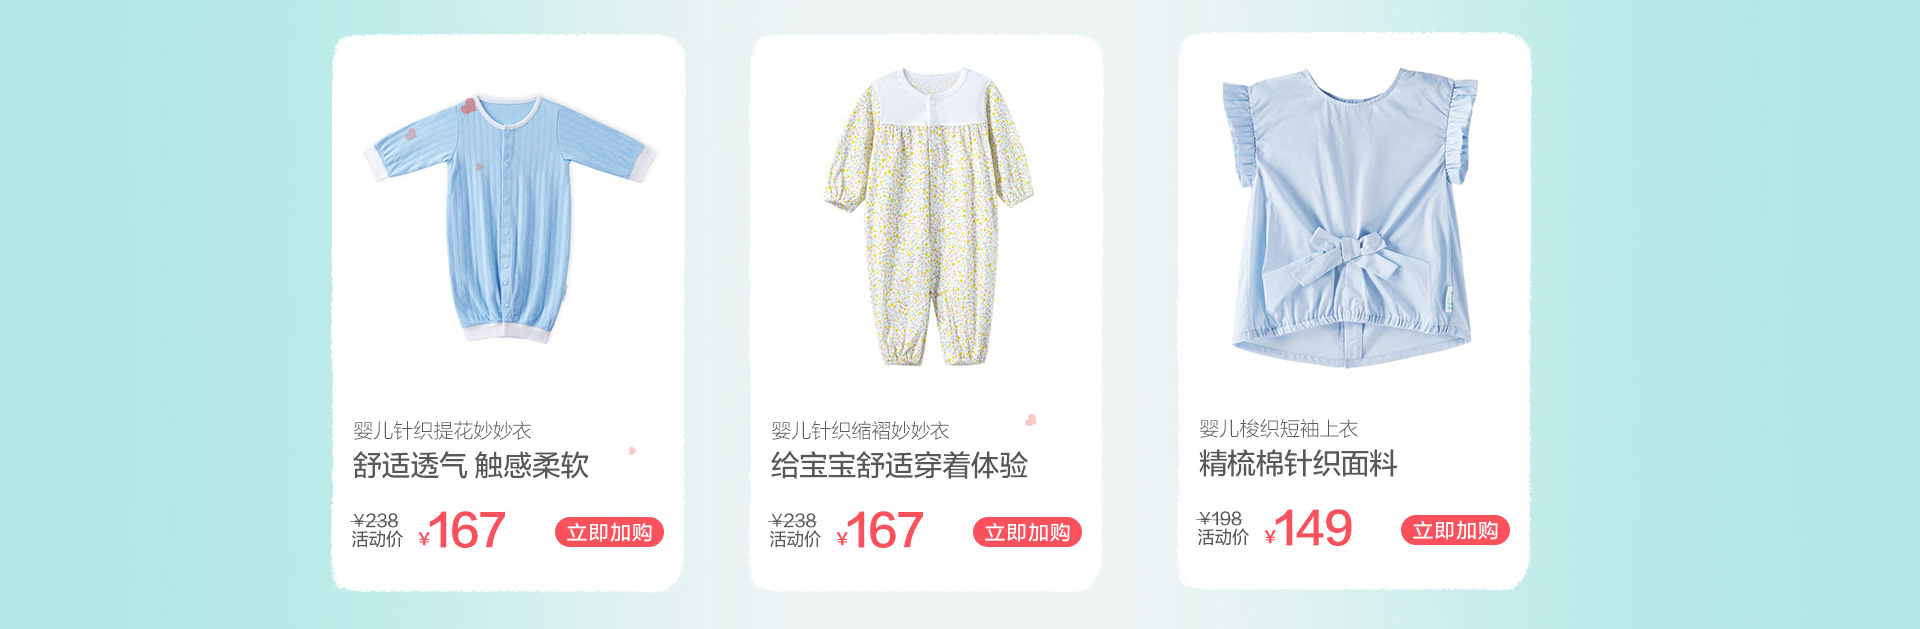 婴儿针织提花妙妙衣
舒适透气 触感柔软
¥238
活动价
¥167
立即加购
婴儿针织缩褶妙妙衣
给宝宝舒适穿着体验
¥238
活动价
¥167
立即加购
婴儿梭织短袖上衣
精梳棉针织面料
¥198
活动价
¥149
立即加购